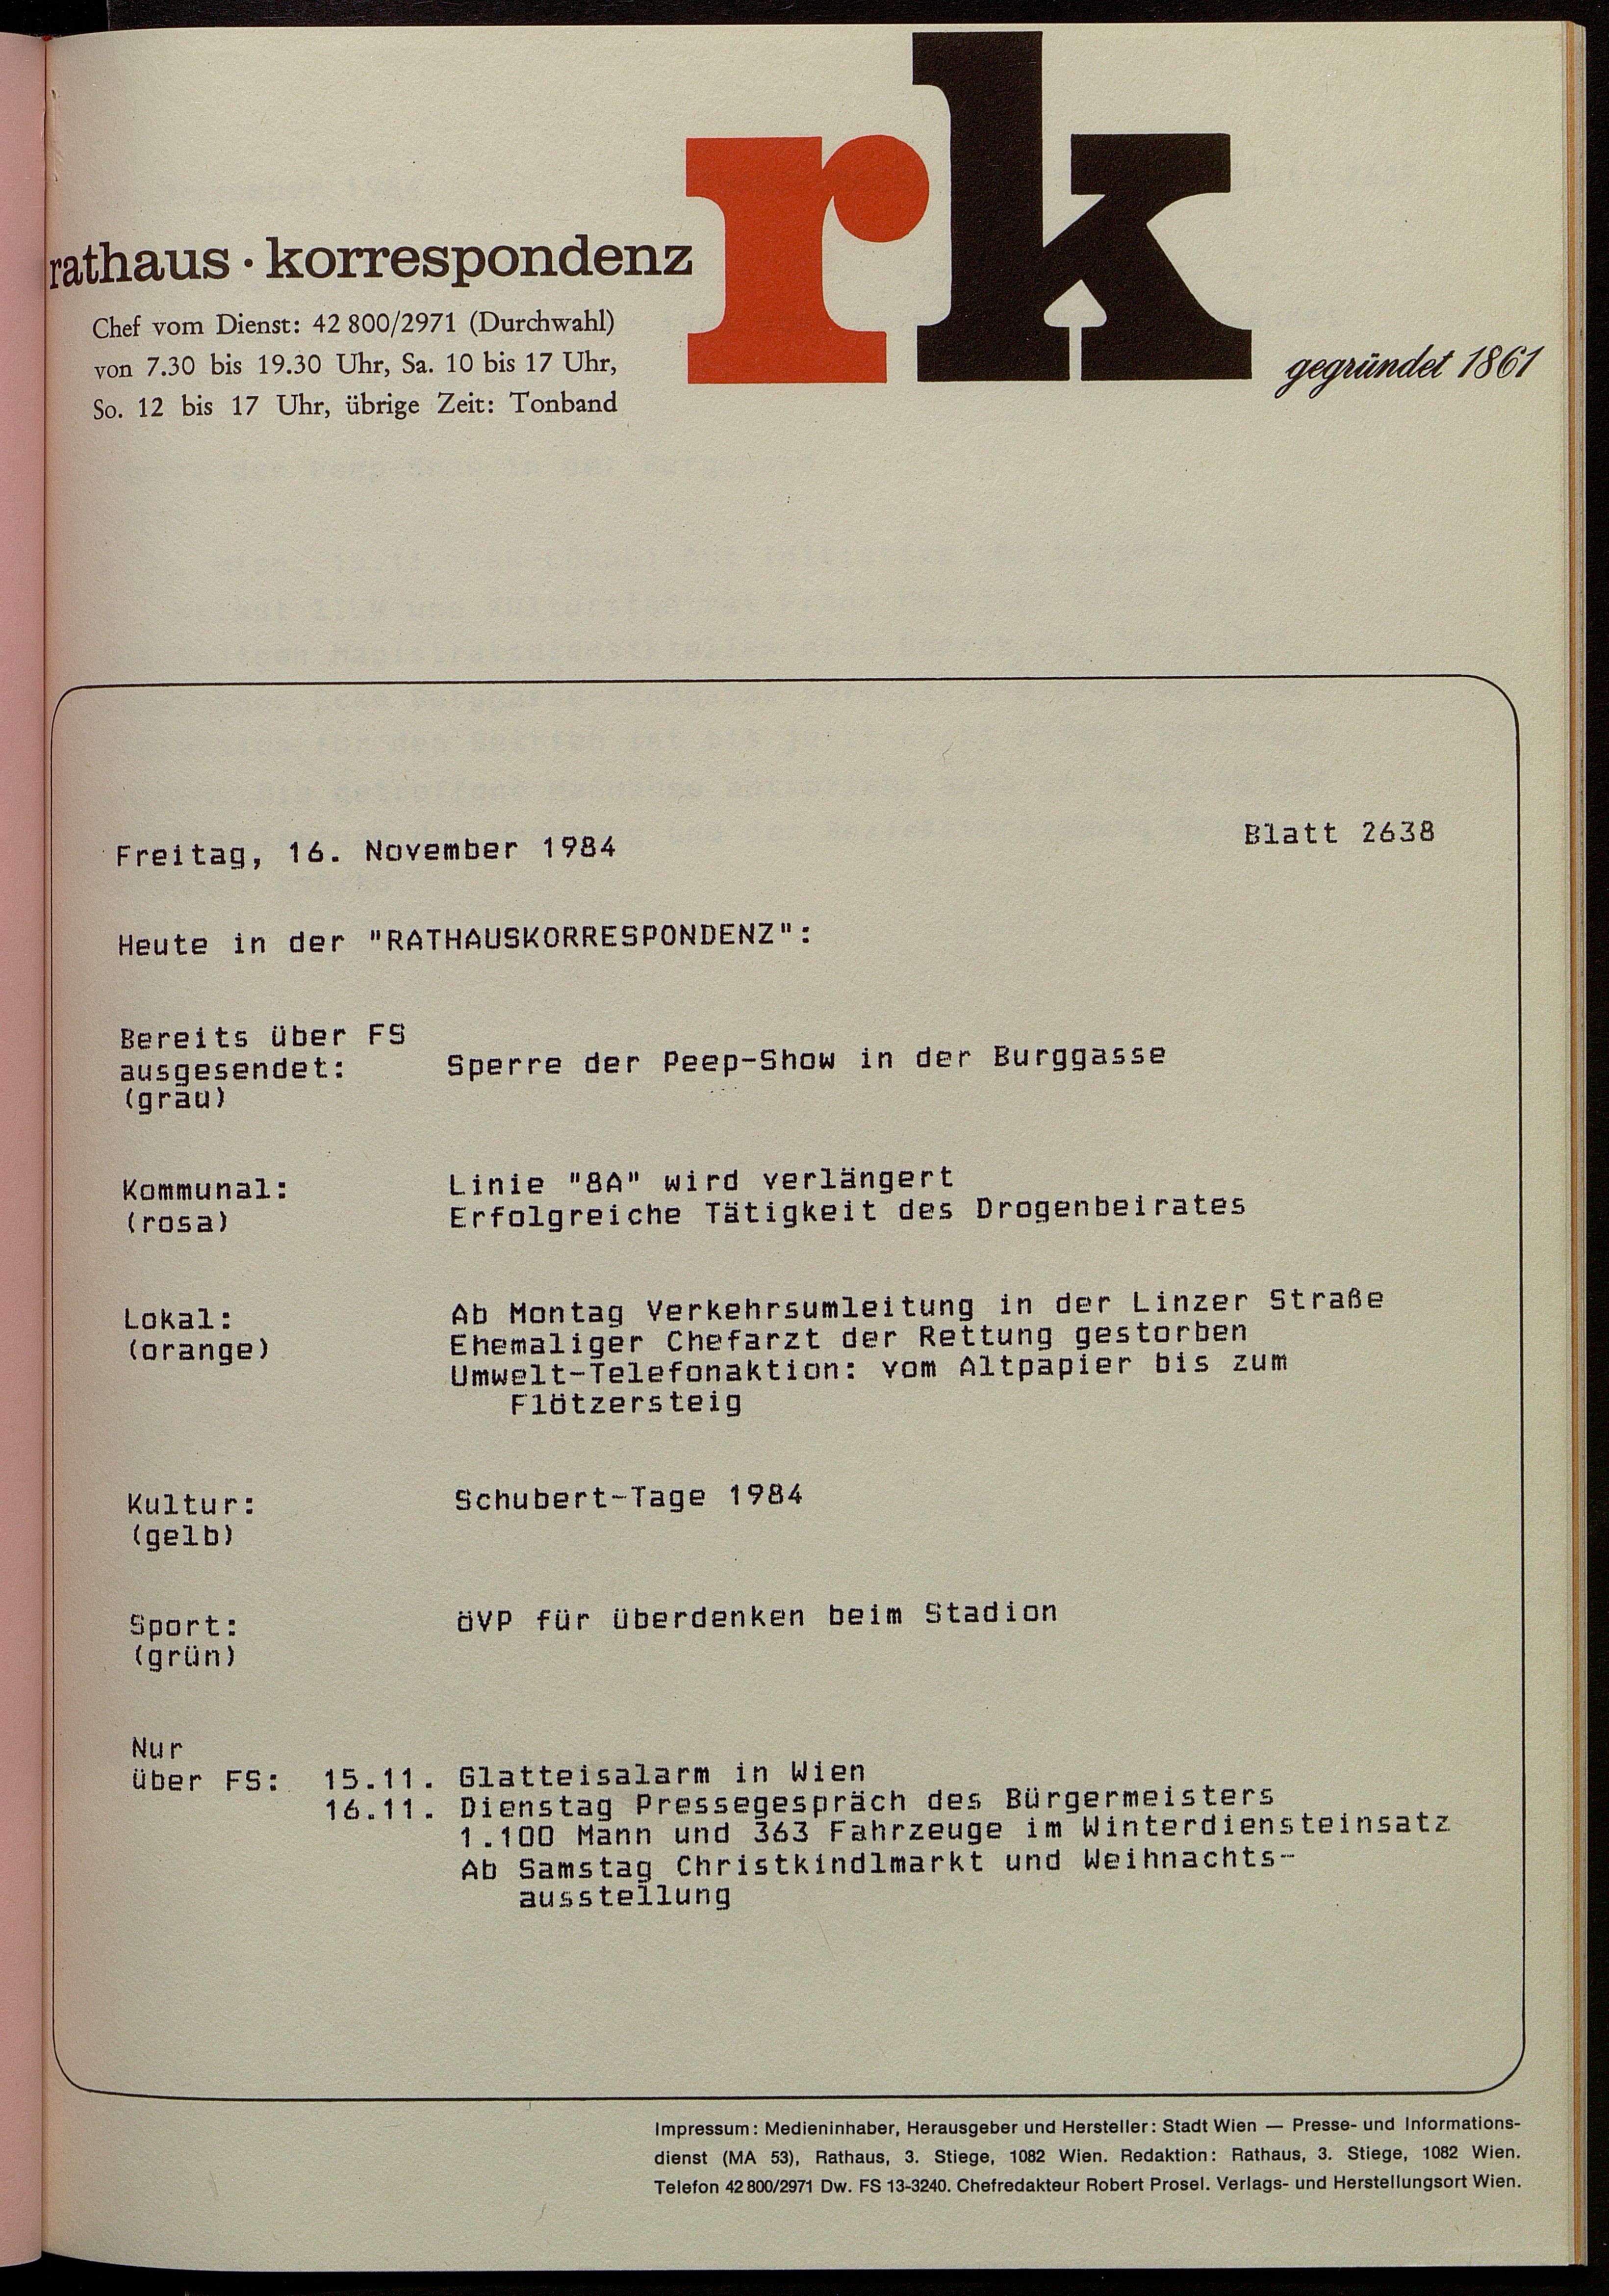 rk
rathaus · korrespondenz
Chef vom Dienst: 42 800/2971 (Durchwahl)
von 7.30 bis 19.30 Uhr, Sa. 10 bis 17 Uhr,
So. 12 bis 17 Uhr, übrige Zeit: Tonband
gegründet 1861
Freitag, 16. November 1984 Blatt 2638
Heute in der "RATHAUSKORRESPONDENZ":
Bereits über FS
ausgesendet: Sperre der Peep-Show in der Burggasse
(grau)
Kommunal: Linie "8A" wird verlängert
(rosa) Erfolgreiche Tätigkeit des Drogenbeirates
Lokal: Ab Montag Verkehrsumleitung in der Linzer Straße
(orange) Ehemaliger Chefarzt der Rettung gestorben
Umwelt-Telefonaktion: vom Altpapier bis zum
Flötzersteig
Kultur: Schubert-Tage 1984
(gelb)
Sport: öVP für überdenken beim Stadion
(grün)
Nur
über FS: 15.11. Glatteisalarm in Wien
16.11. Dienstag Pressegespräch des Bürgermeisters
1.100 Mann und 363 Fahrzeuge im Winterdiensteinsatz
Ab Samstag Christkindlmarkt und Weihnachts-
ausstellung
Impressum: Medieninhaber, Herausgeber und Hersteller: Stadt Wien — Presse- und Informations-
dienst (MA 53), Rathaus, 3. Stiege, 1082 Wien. Redaktion: Rathaus, 3. Stiege, 1082 Wien.
Telefon 42 800/2971 Dw. FS 13-3240. Chefredakteur Robert Prosel. Verlags- und Herstellungsort Wien.